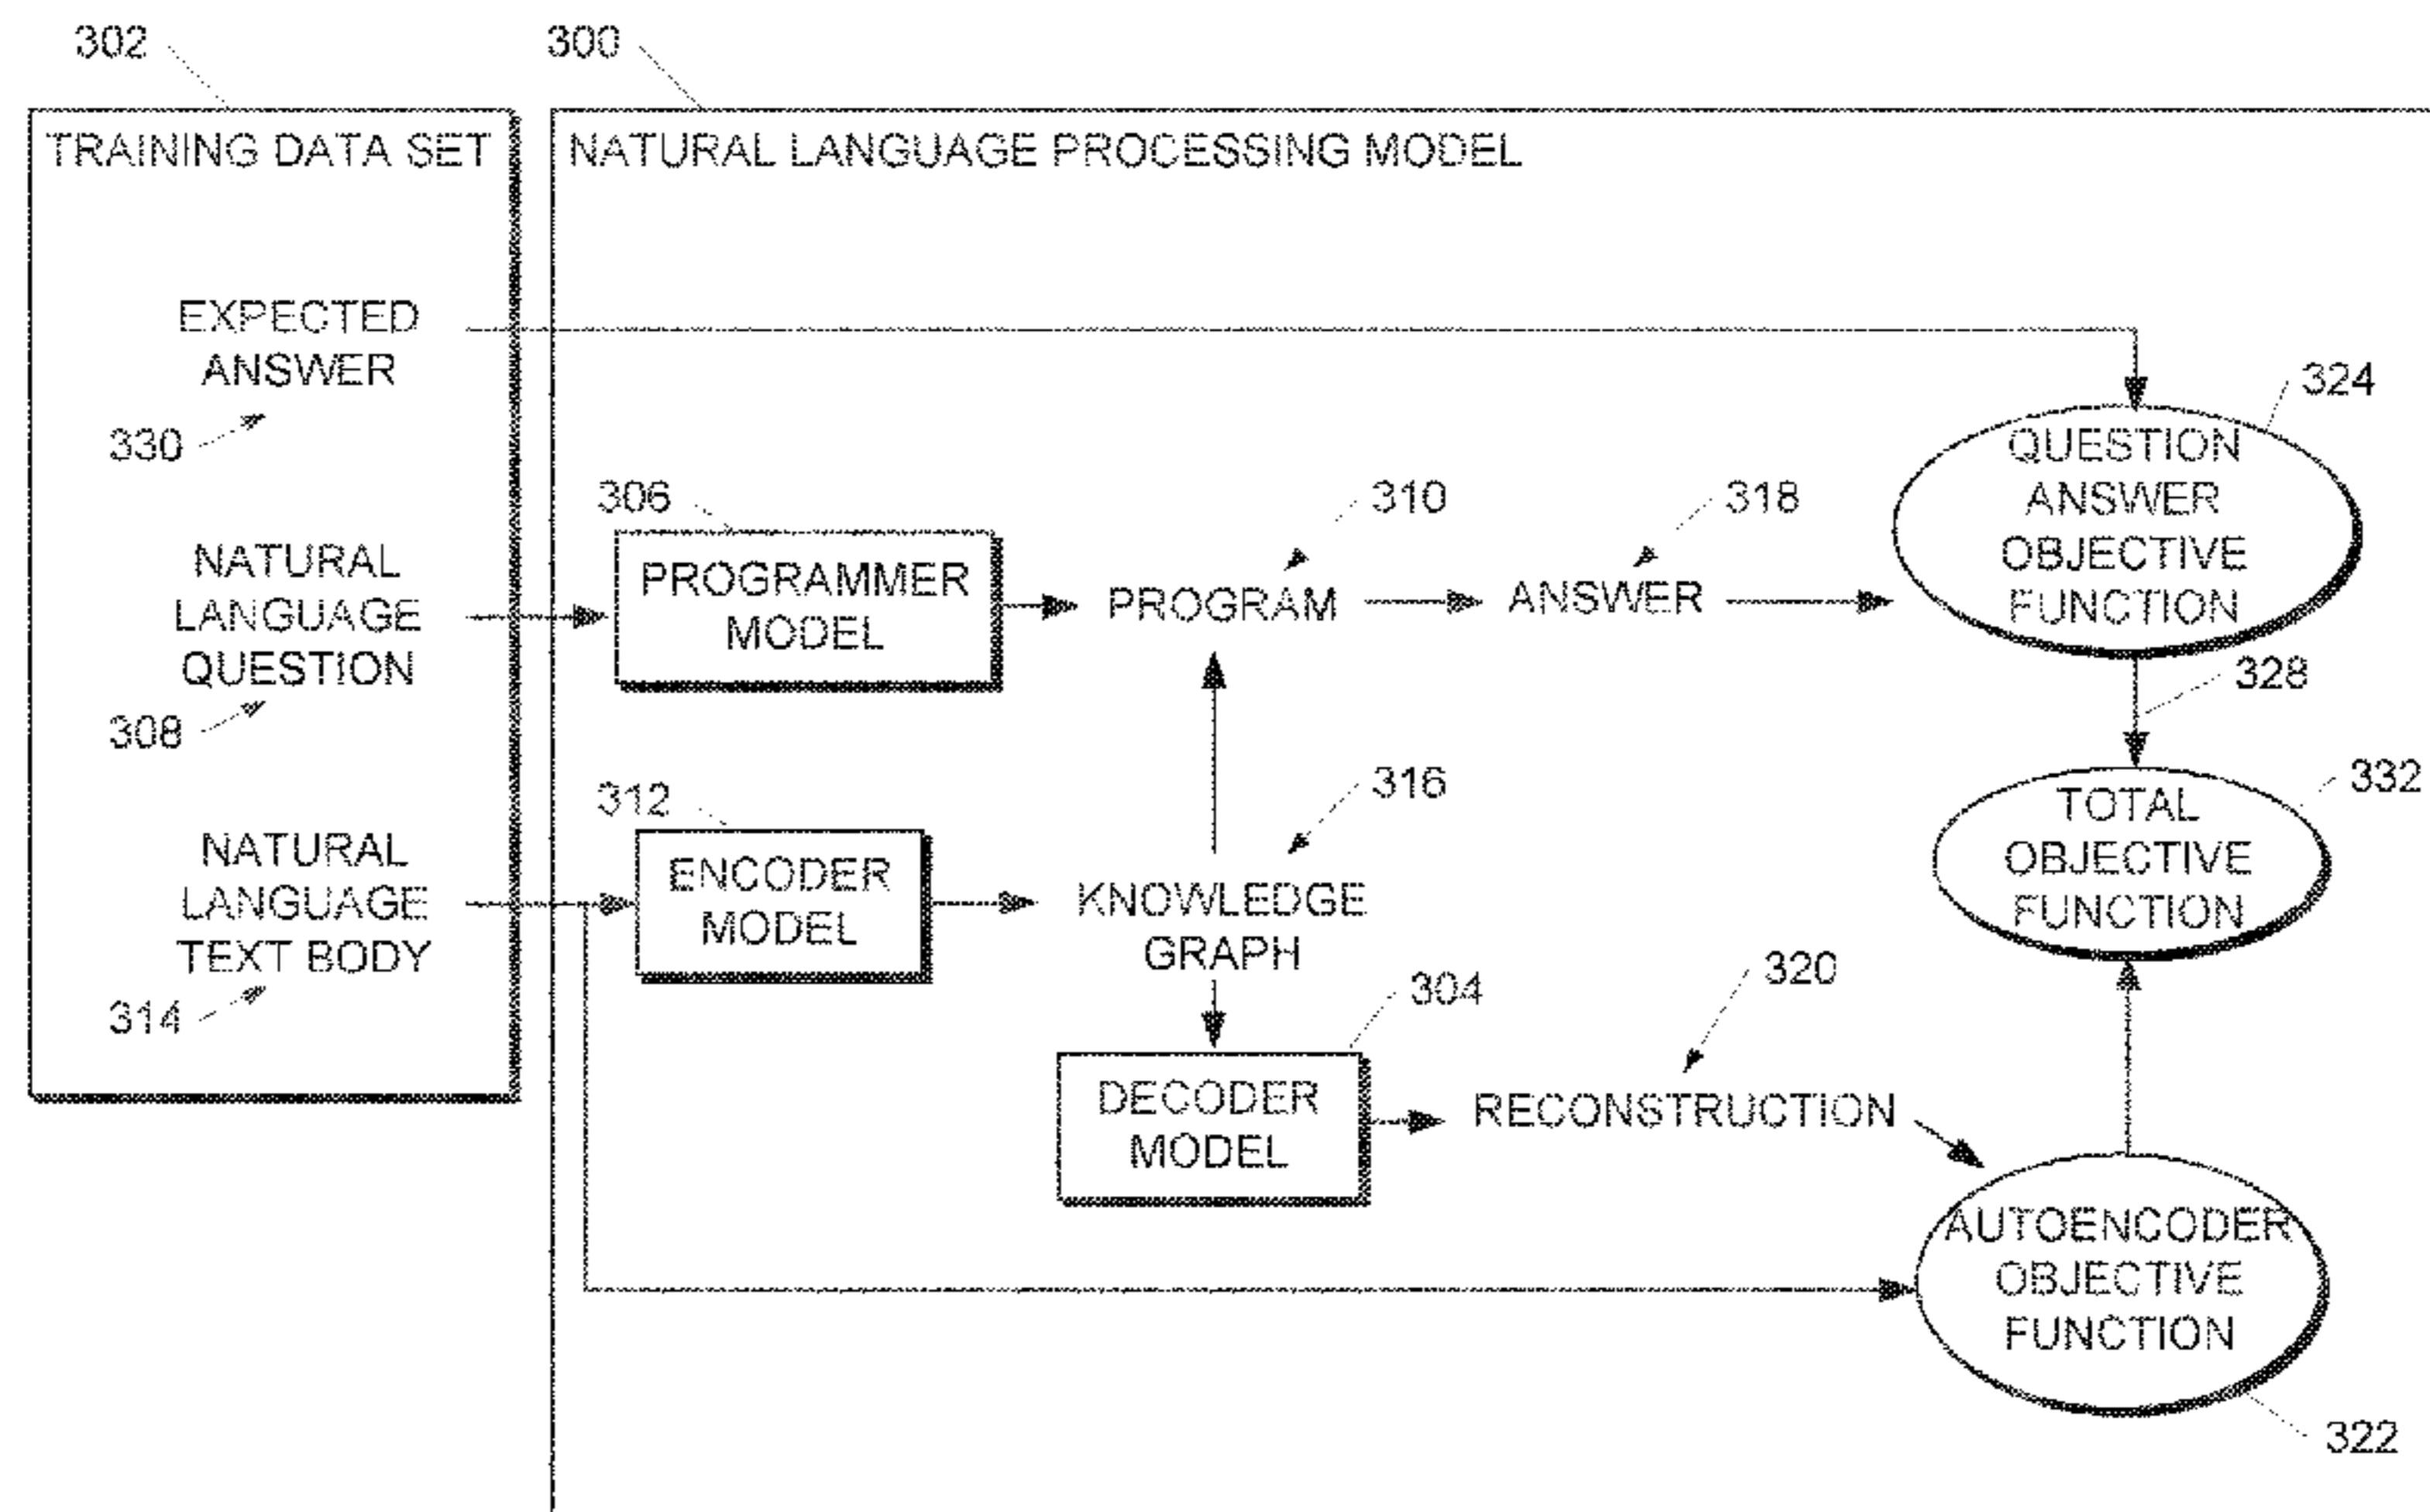 302
300
TRAINING DATA SET
NATURAL LANGUAGE PROCESSING MODEL
EXPECTED
ANSWER
330
324
QUESTION
ANSWER
OBJECTIVE
FUNCTION
306
310
318
NATURAL
LANGUAGE
QUESTION
308
PROGRAMMER
MODEL
PROGRAM
ANSWER
328
312
316
332
NATURAL
LANGUAGE
TEXT BODY
314
ENCODER
MODEL
KNOWLEDGE
GRAPH
TOTAL
OBJECTIVE
FUNCTION
304
320
DECODER
MODEL
RECONSTRUCTION
AUTOENCODER
OBJECTIVE
FUNCTION
322